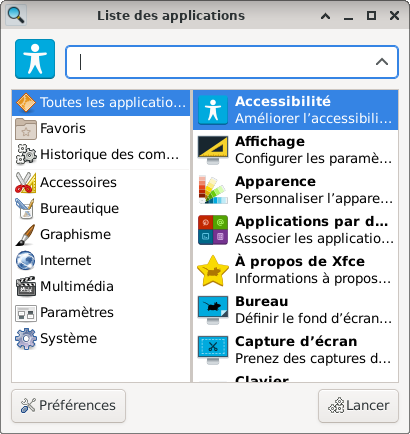 Liste des applications
Toutes les applicatio...
Favoris
Historique des com...
Accessoires
Bureautique
Graphisme
Internet
Multimédia
Paramètres
Système
Accessibilité
Améliorer l'accessibili...
Affichage
Configurer les paramè...
Apparence
Personnaliser l'appare...
Applications par d...
Associer les applicatio...
À propos de Xfce
Informations à propos...
Bureau
Définir le fond d'écran...
Capture d'écran
Prenez des captures d...
Clavier
Préférences
Lancer